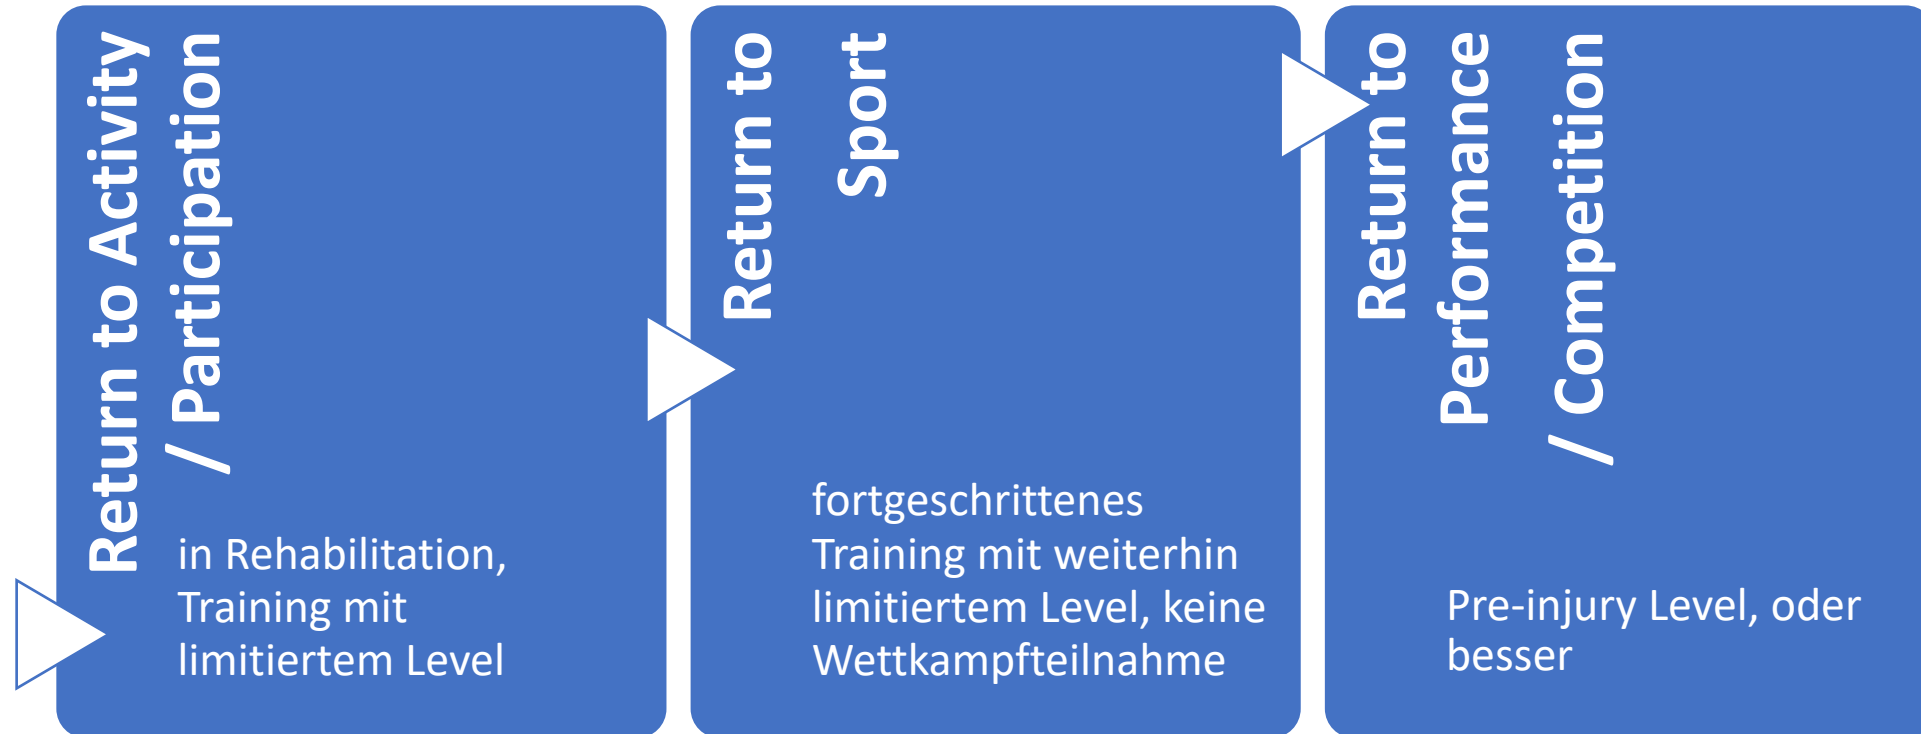 Return to Activity
/ Participation
in Rehabilitation,
Training mit
limitiertem Level
Return to
Sport
fortgeschrittenes
Training mit weiterhin
limitiertem Level, keine
Wettkampfteilnahme
Return to
Performance
/ Competition
Pre-injury Level, oder
besser